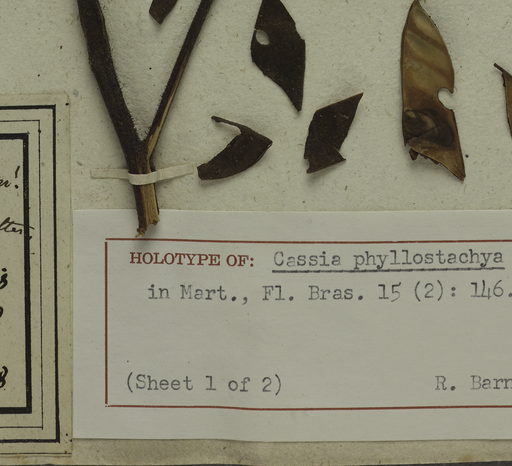 HOLOTYPE OF: Cassia phyllostachya
in Mart., Fl. Bras. 15 (2): 146.
(Sheet 1 of 2) R. Barn